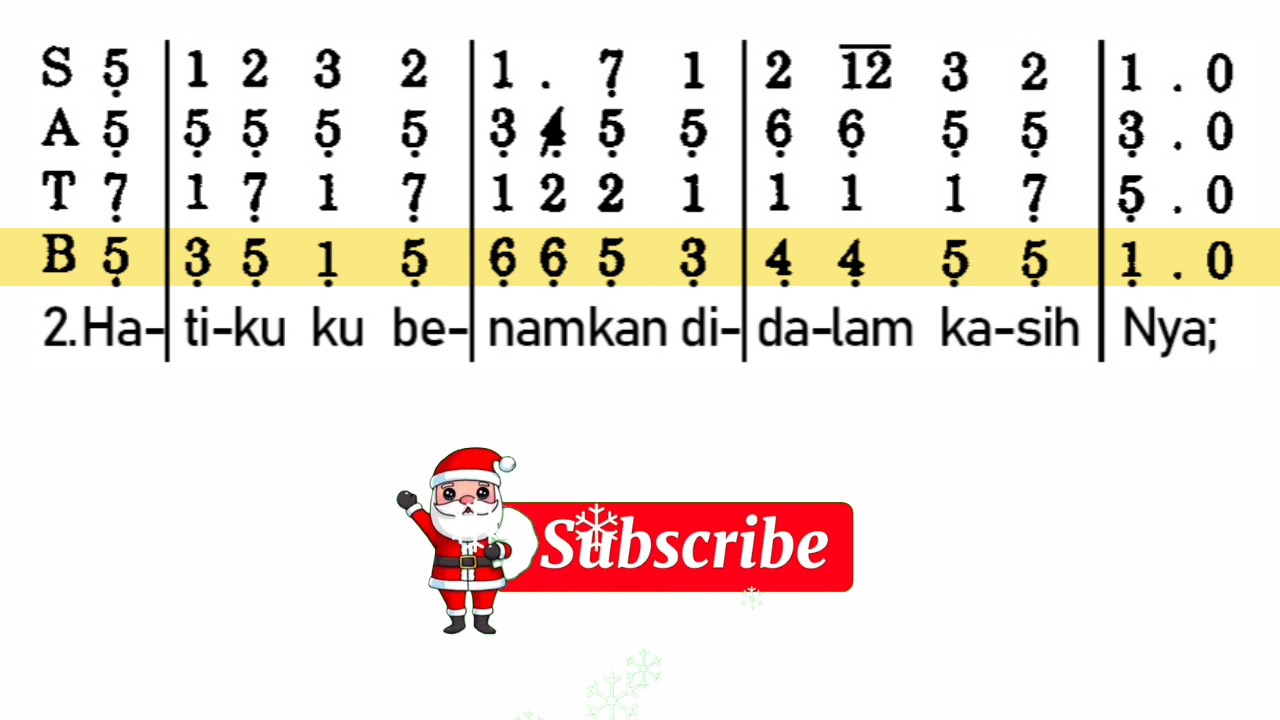 S 5̣ | 1 2 3 2 | 1 . 7̣ 1 | 2 1̅2̅ 3 2 | 1 . 0
A 5̣ | 5̣ 5̣ 5̣ 5̣ | 3̣ 4̸̣ 5̣ 5̣ | 6̣ 6̣ 5̣ 5̣ | 3̣ . 0
T 7̣ | 1 7̣ 1 7̣ | 1 2 2 1 | 1 1 1 7̣ | 5̣ . 0
B 5̣ | 3̣ 5̣ 1 5̣ | 6̣ 6̣ 5̣ 3̣ | 4̣ 4̣ 5̣ 5̣ | 1̣ . 0
2.Ha-| ti-ku ku be-| namkan di-| da-lam ka-sih | Nya;
Subscribe